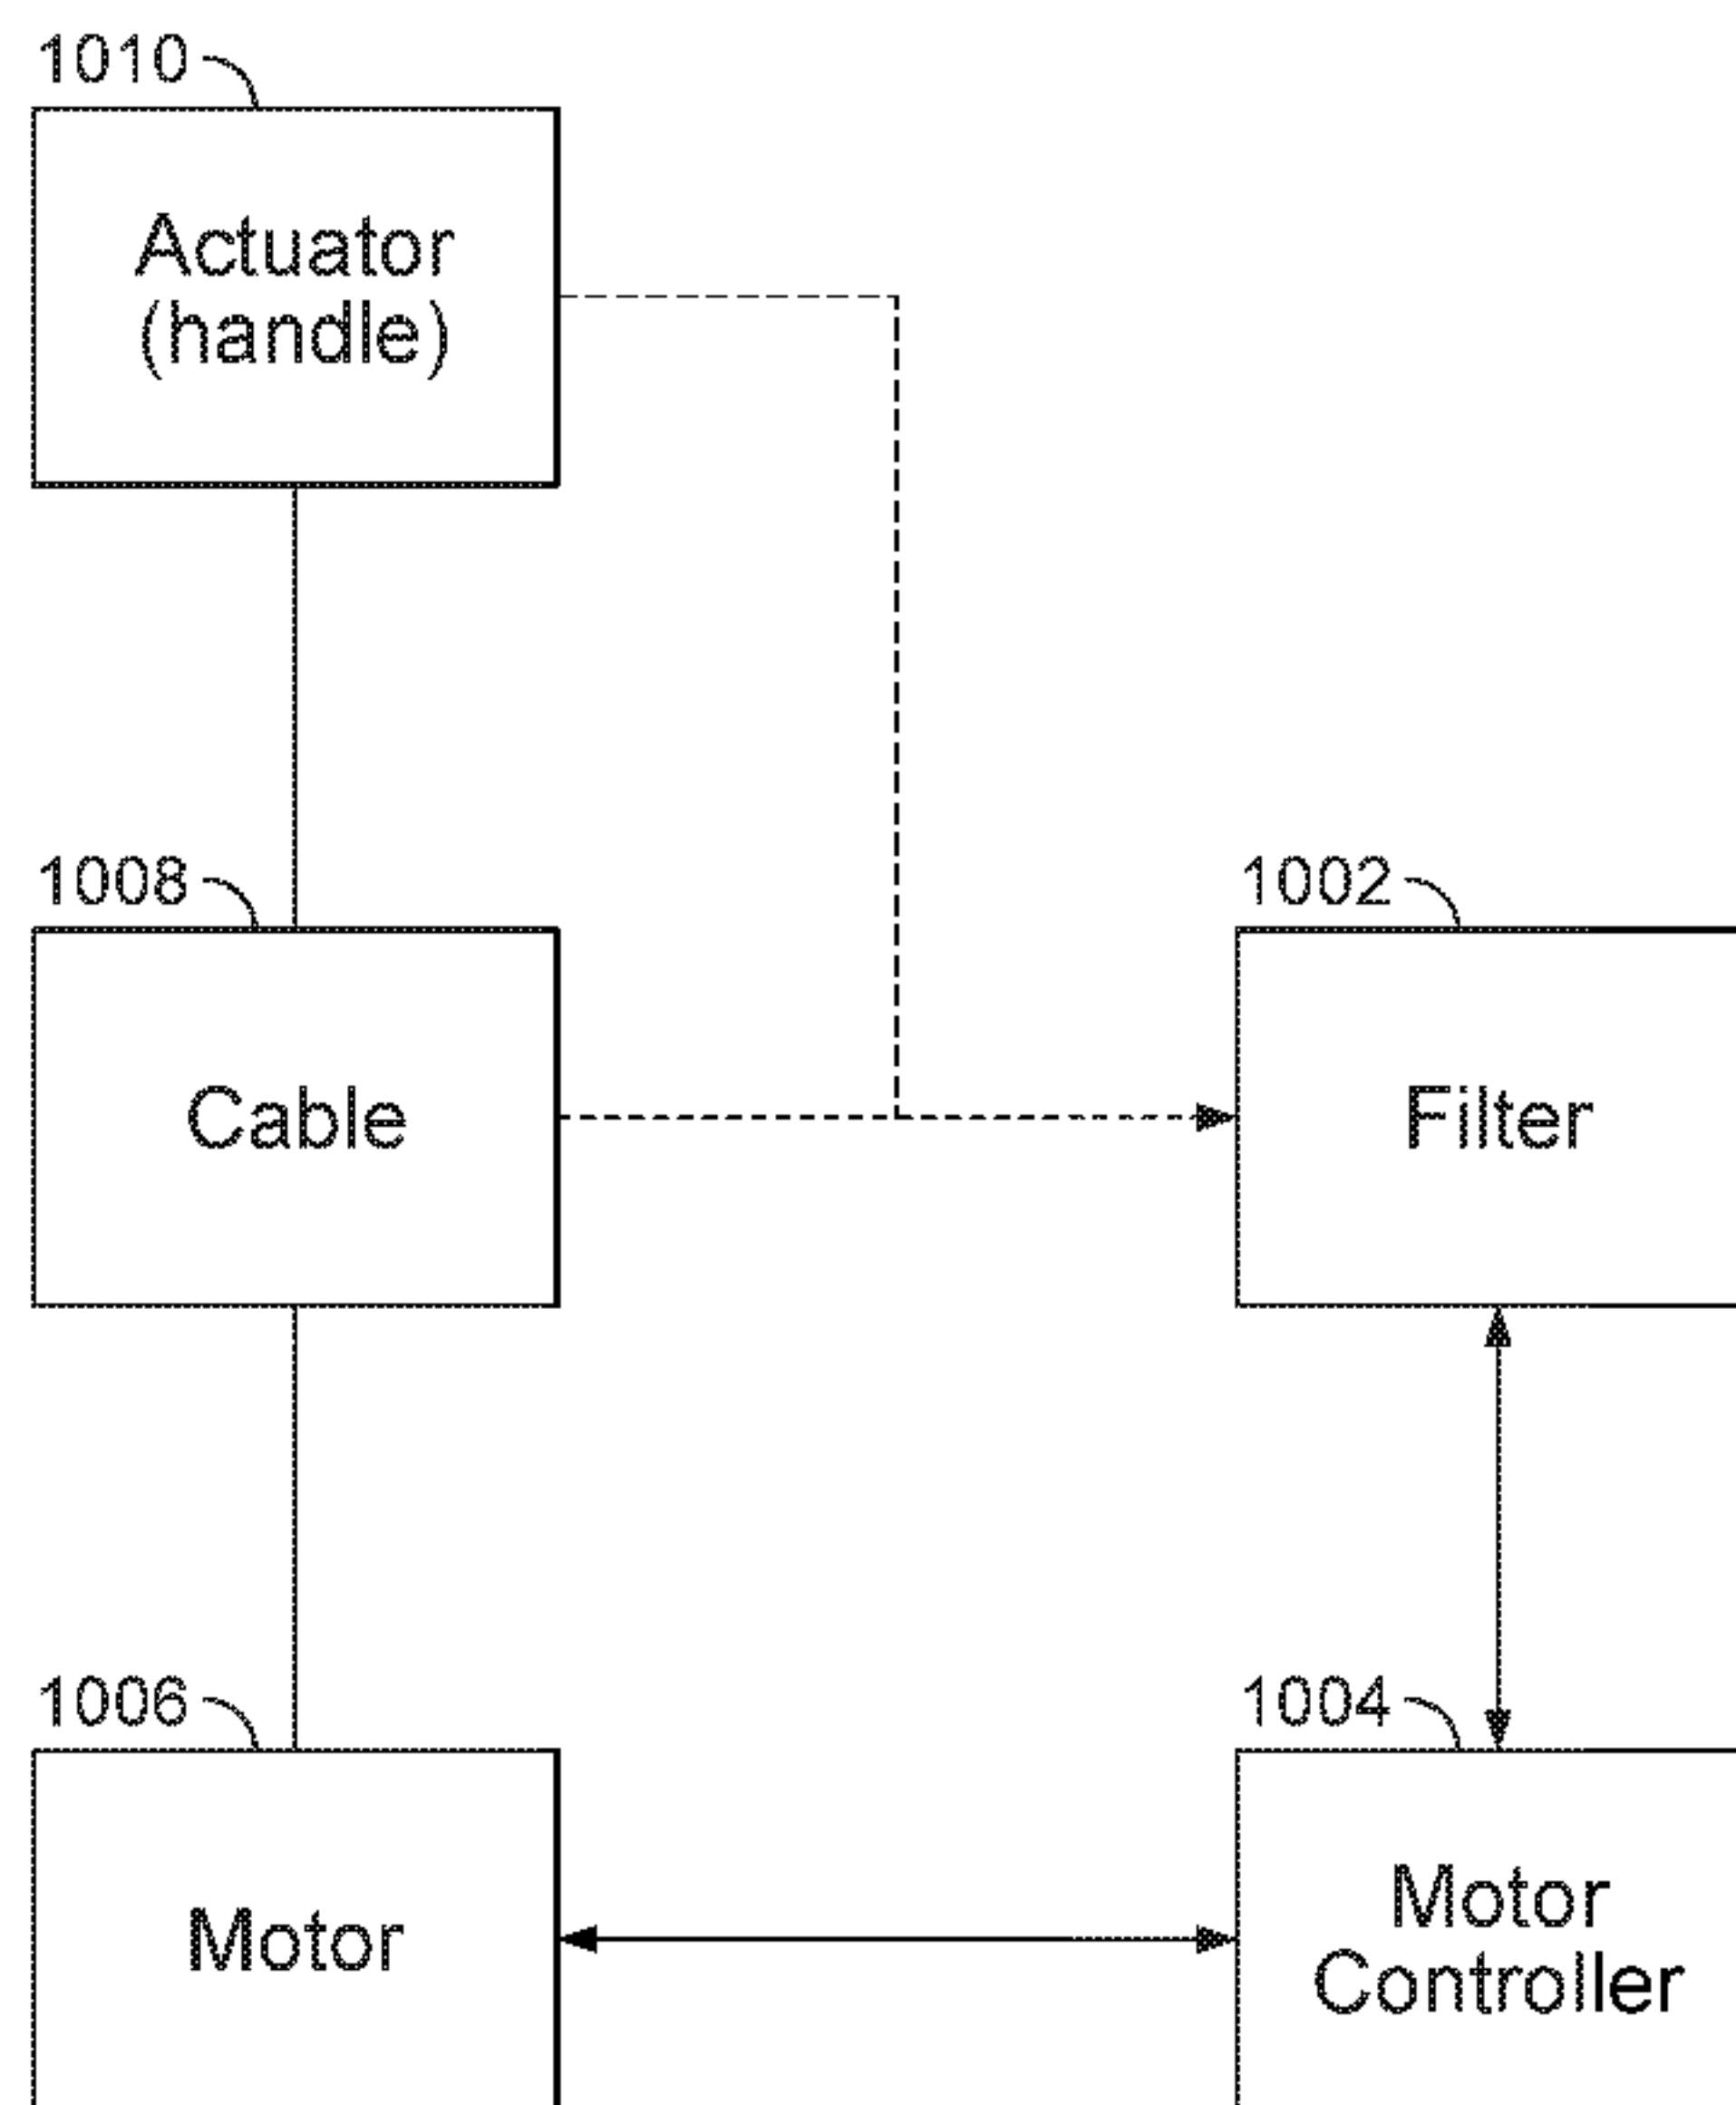 1010
Actuator
(handle)
1008
Cable
1002
Filter
1006
Motor
1004
Motor
Controller